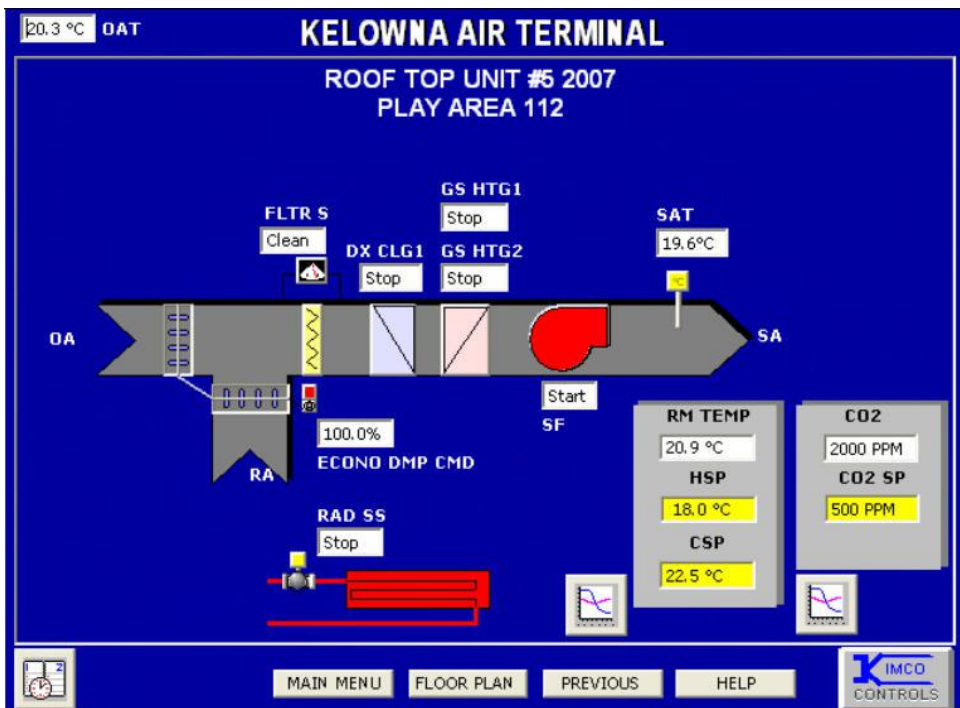 20.3 °C OAT
KELOWNA AIR TERMINAL
ROOF TOP UNIT #5 2007
PLAY AREA 112
GS HTG1
Stop
FLTR S
Clean
DX CLG1
Stop
GS HTG2
Stop
SAT
19.6°C
°C
OA
SA
RA
100.0%
ECONO DMP CMD
Start
SF
RAD SS
Stop
RM TEMP
20.9 °C
HSP
18.0 °C
CSP
22.5 °C
CO2
2000 PPM
CO2 SP
500 PPM
1 2
MAIN MENU
FLOOR PLAN
PREVIOUS
HELP
KIMCO
CONTROLS